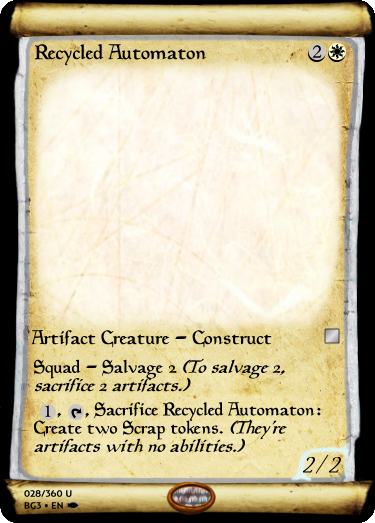 Recycled Automaton 2
Artifact Creature – Construct
Squad – Salvage 2 (To salvage 2,
sacrifice 2 artifacts.)
1, , Sacrifice Recycled Automaton:
Create two Scrap tokens. (They're
artifacts with no abilities.)
2/2
028/360 U
BG3 • EN